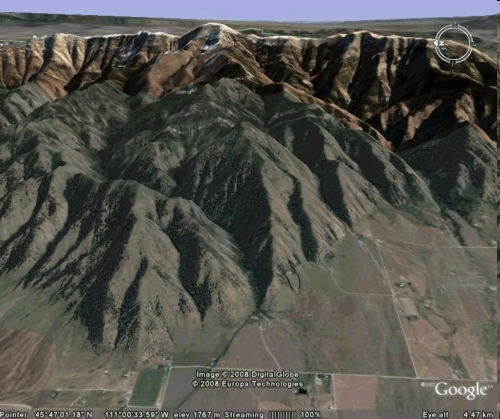 Image © 2008 DigitalGlobe
© 2008 Europa Technologies
Google
Pointer 45°47'01.18" N 111°00'33.59" W elev 1767 m Streaming |||||||||| 100% Eye alt 4.47 km